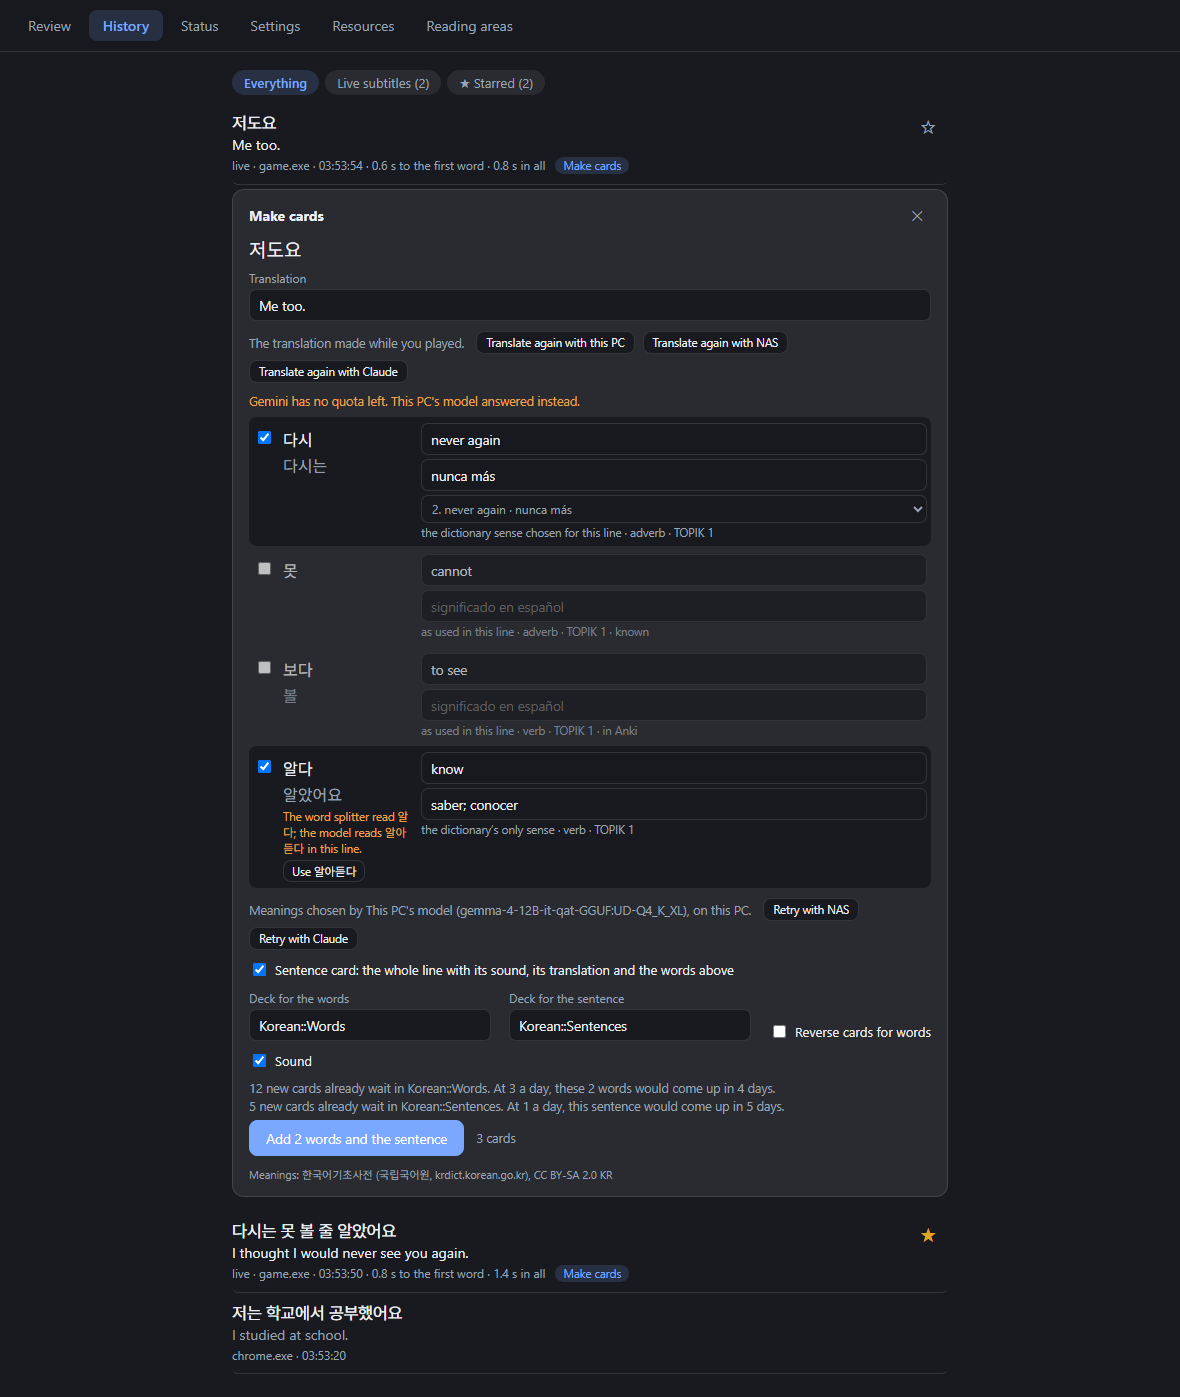 Review History Status Settings Resources Reading areas
Everything Live subtitles (2) ★ Starred (2)
저도요 ☆
Me too.
live · game.exe · 03:53:54 · 0.6 s to the first word · 0.8 s in all Make cards
Make cards ×
저도요
Translation
Me too.
The translation made while you played. Translate again with this PC Translate again with NAS
Translate again with Claude
Gemini has no quota left. This PC's model answered instead.
다시 never again
다시는 nunca más
2. never again · nunca más
the dictionary sense chosen for this line · adverb · TOPIK 1
못 cannot
significado en español
as used in this line · adverb · TOPIK 1 · known
보다 to see
볼 significado en español
as used in this line · verb · TOPIK 1 · in Anki
알다 know
알았어요 saber; conocer
The word splitter read 알
다; the model reads 알아
듣다 in this line.
the dictionary's only sense · verb · TOPIK 1
Use 알아듣다
Meanings chosen by This PC's model (gemma-4-12B-it-qat-GGUF:UD-Q4_K_XL), on this PC. Retry with NAS
Retry with Claude
Sentence card: the whole line with its sound, its translation and the words above
Deck for the words Deck for the sentence
Korean::Words Korean::Sentences Reverse cards for words
Sound
12 new cards already wait in Korean::Words. At 3 a day, these 2 words would come up in 4 days.
5 new cards already wait in Korean::Sentences. At 1 a day, this sentence would come up in 5 days.
Add 2 words and the sentence 3 cards
Meanings: 한국어기초사전 (국립국어원, krdict.korean.go.kr), CC BY-SA 2.0 KR
다시는 못 볼 줄 알았어요 ★
I thought I would never see you again.
live · game.exe · 03:53:50 · 0.8 s to the first word · 1.4 s in all Make cards
저는 학교에서 공부했어요
I studied at school.
chrome.exe · 03:53:20